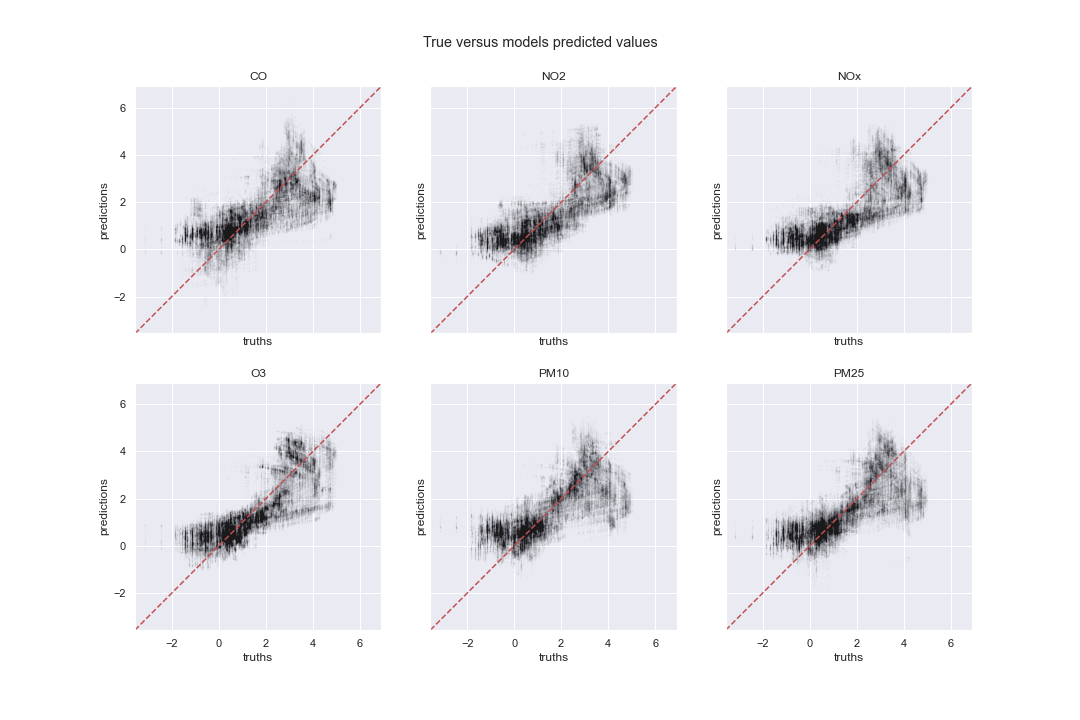 True versus models predicted values
CO
NO2
NOx
6
4
2
0
−2
predictions
predictions
predictions
truths
truths
truths
O3
PM10
PM25
6
4
2
0
−2
predictions
predictions
predictions
−2 0 2 4 6
−2 0 2 4 6
−2 0 2 4 6
truths
truths
truths